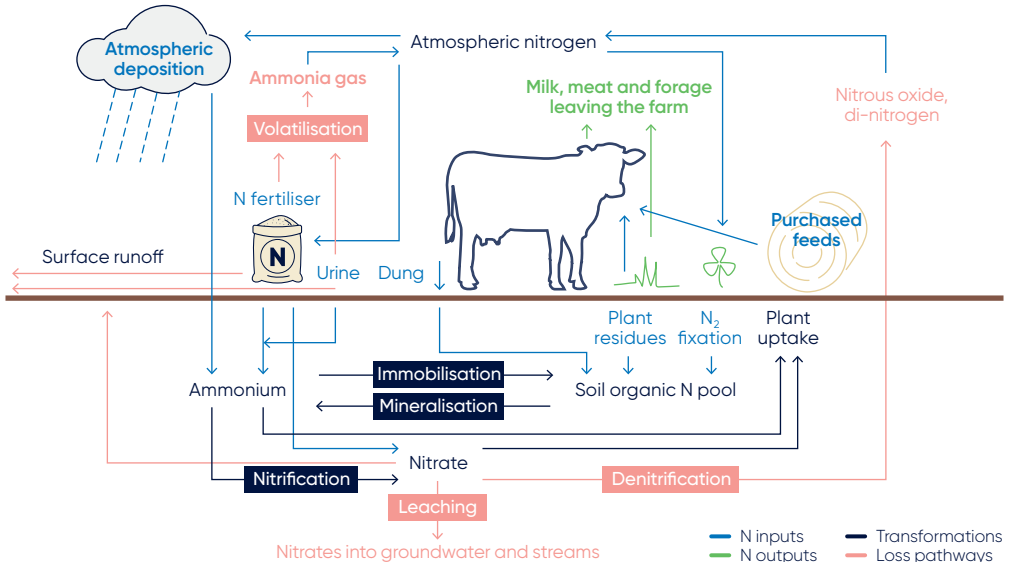 Atmospheric
deposition
Atmospheric nitrogen
Ammonia gas
Volatilisation
Milk, meat and forage
leaving the farm
Nitrous oxide,
di-nitrogen
N fertiliser
N
Purchased
feeds
Surface runoff
Urine
Dung
Plant
residues
N₂
fixation
Plant
uptake
Ammonium
Immobilisation
Mineralisation
Soil organic N pool
Nitrification
Nitrate
Denitrification
Leaching
Nitrates into groundwater and streams
N inputs
N outputs
Transformations
Loss pathways